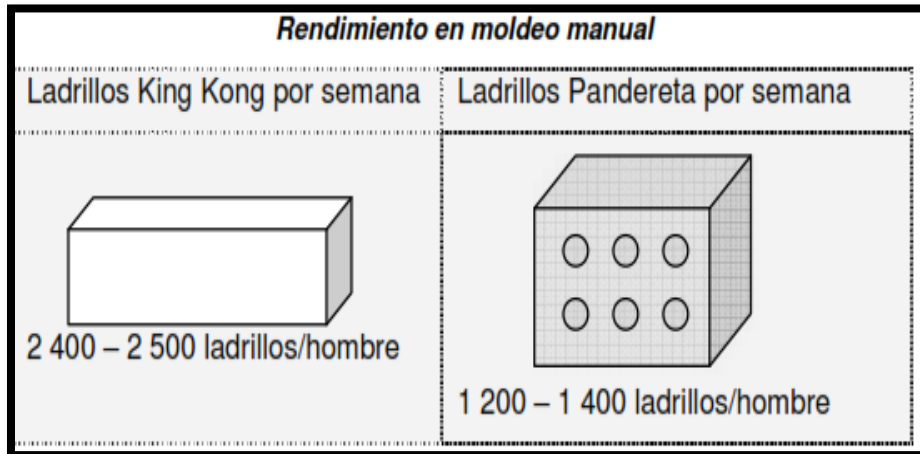 Rendimiento en moldeo manual
Ladrillos King Kong por semana
Ladrillos Pandereta por semana
2 400 – 2 500 ladrillos/hombre
1 200 – 1 400 ladrillos/hombre